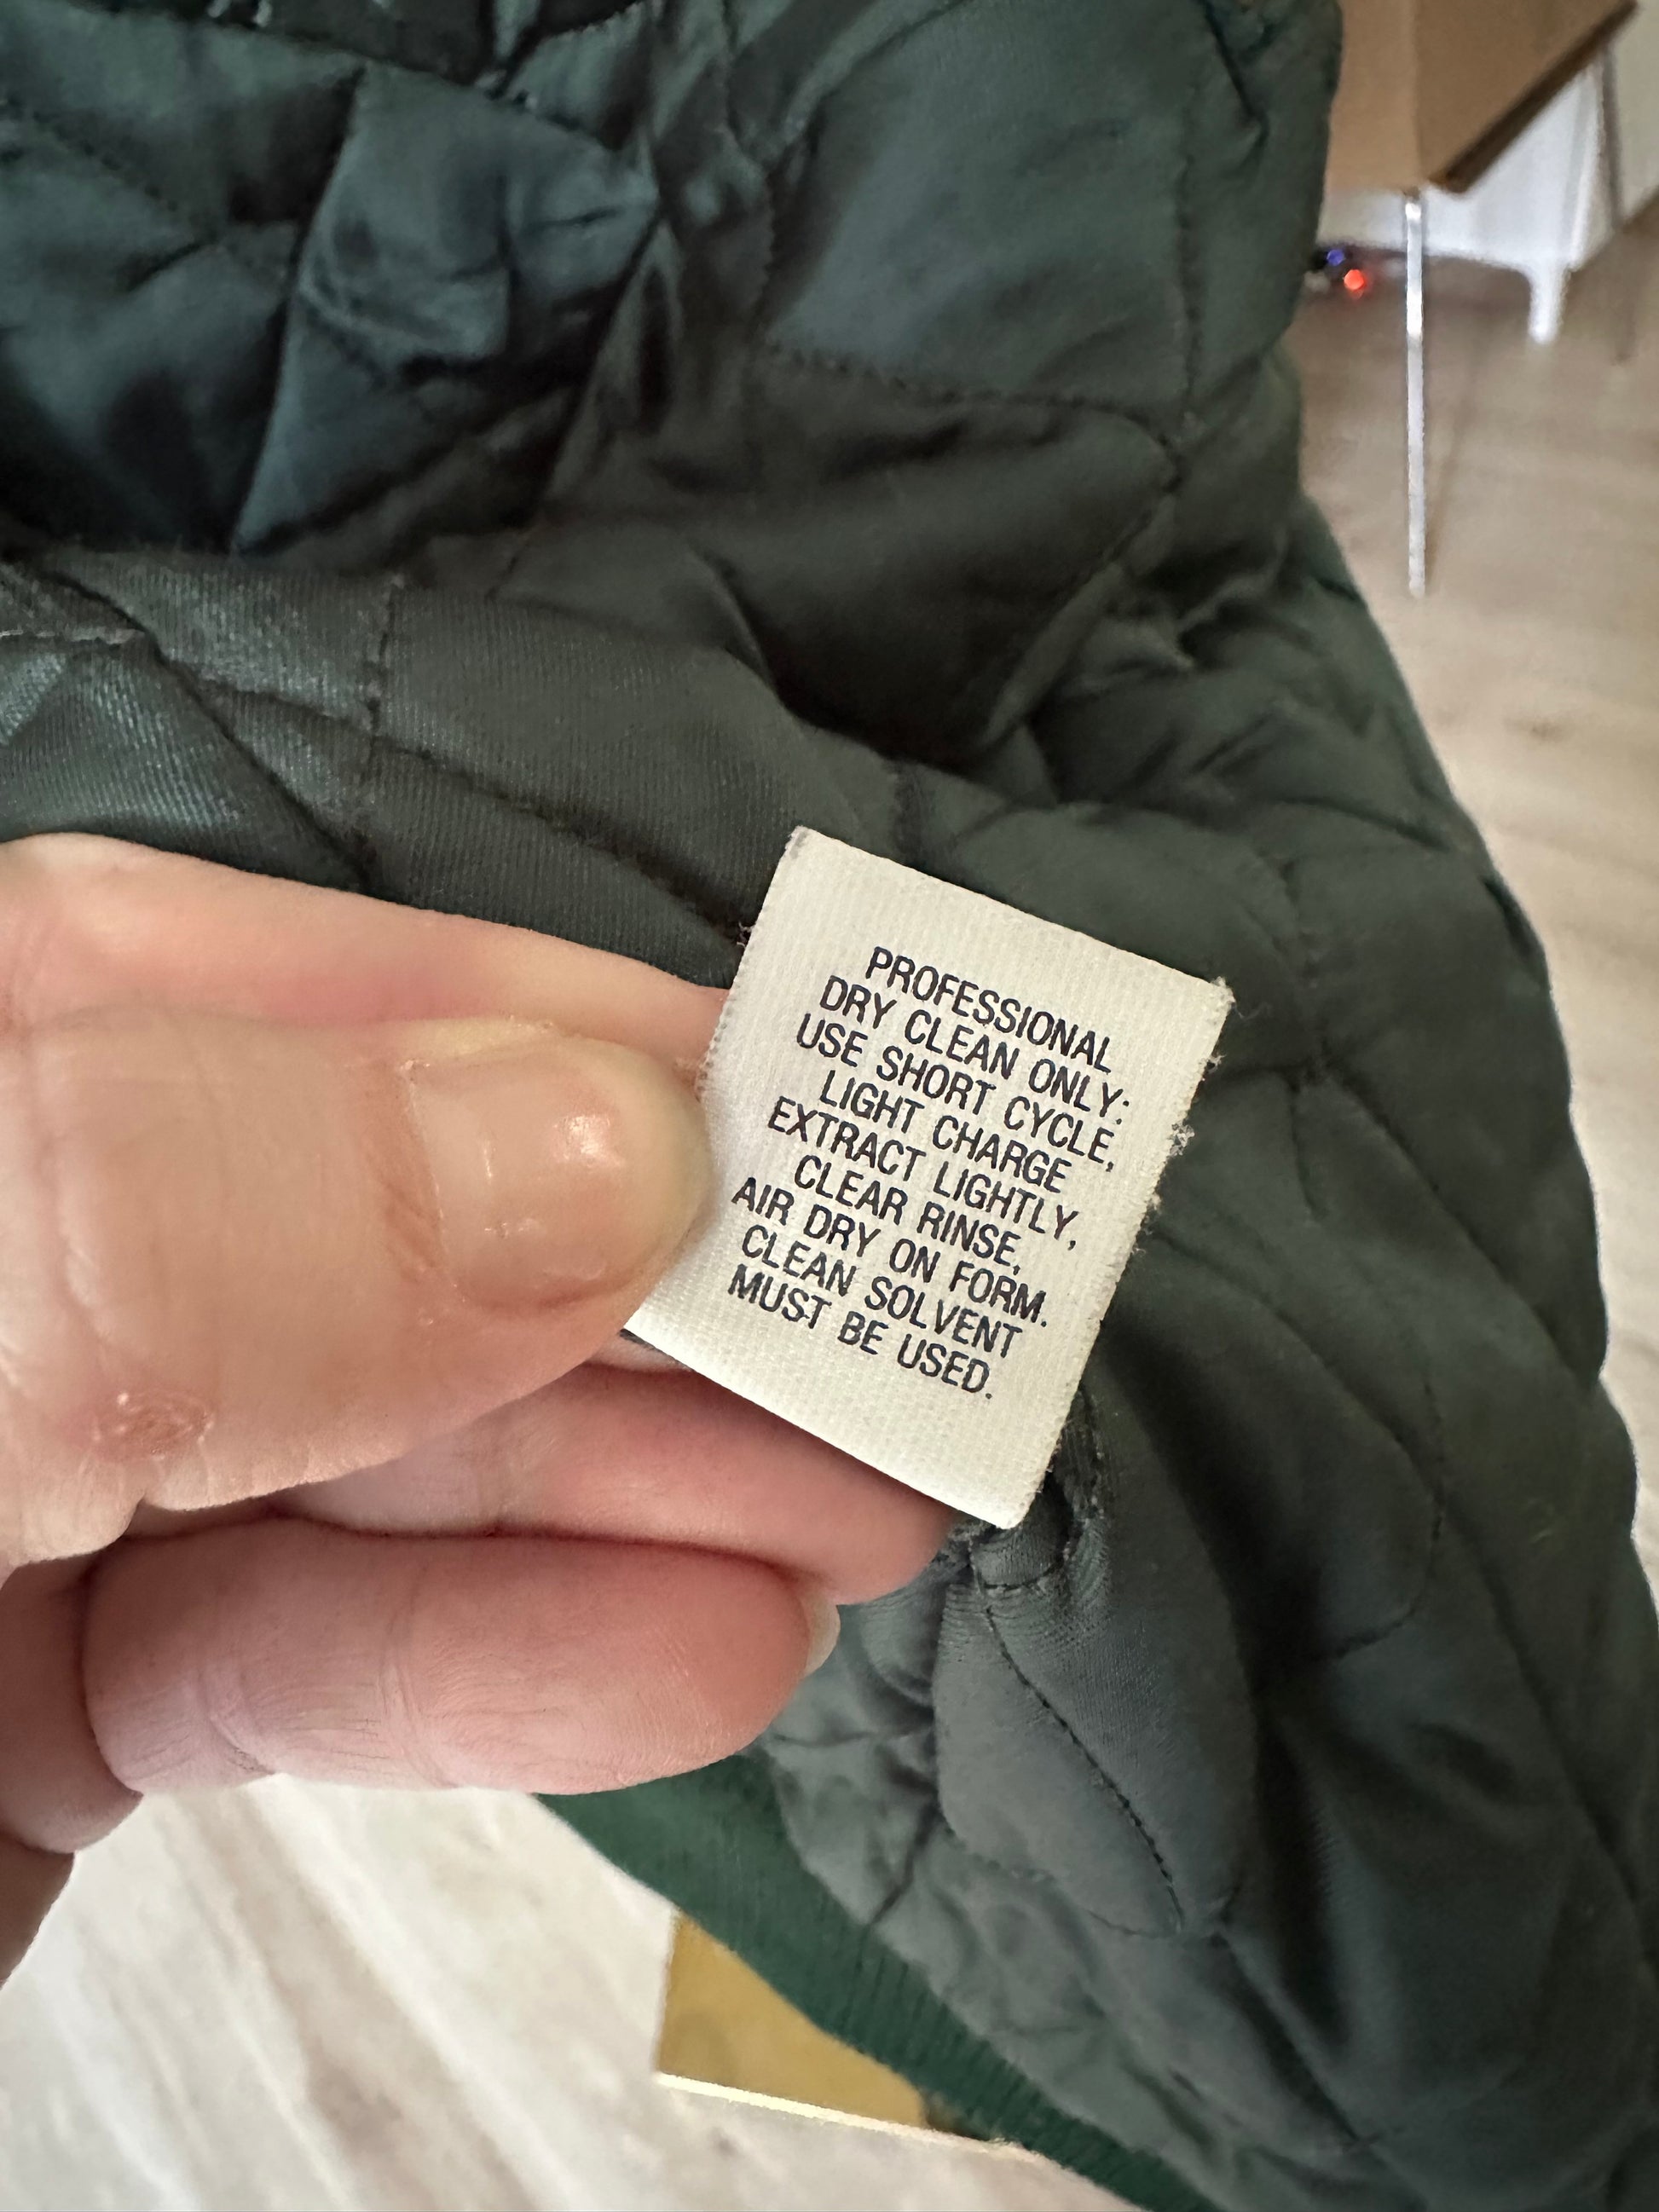 PROFESSIONAL
DRY CLEAN ONLY:
USE SHORT CYCLE,
LIGHT CHARGE
EXTRACT LIGHTLY,
CLEAR RINSE,
AIR DRY ON FORM.
CLEAN SOLVENT
MUST BE USED.